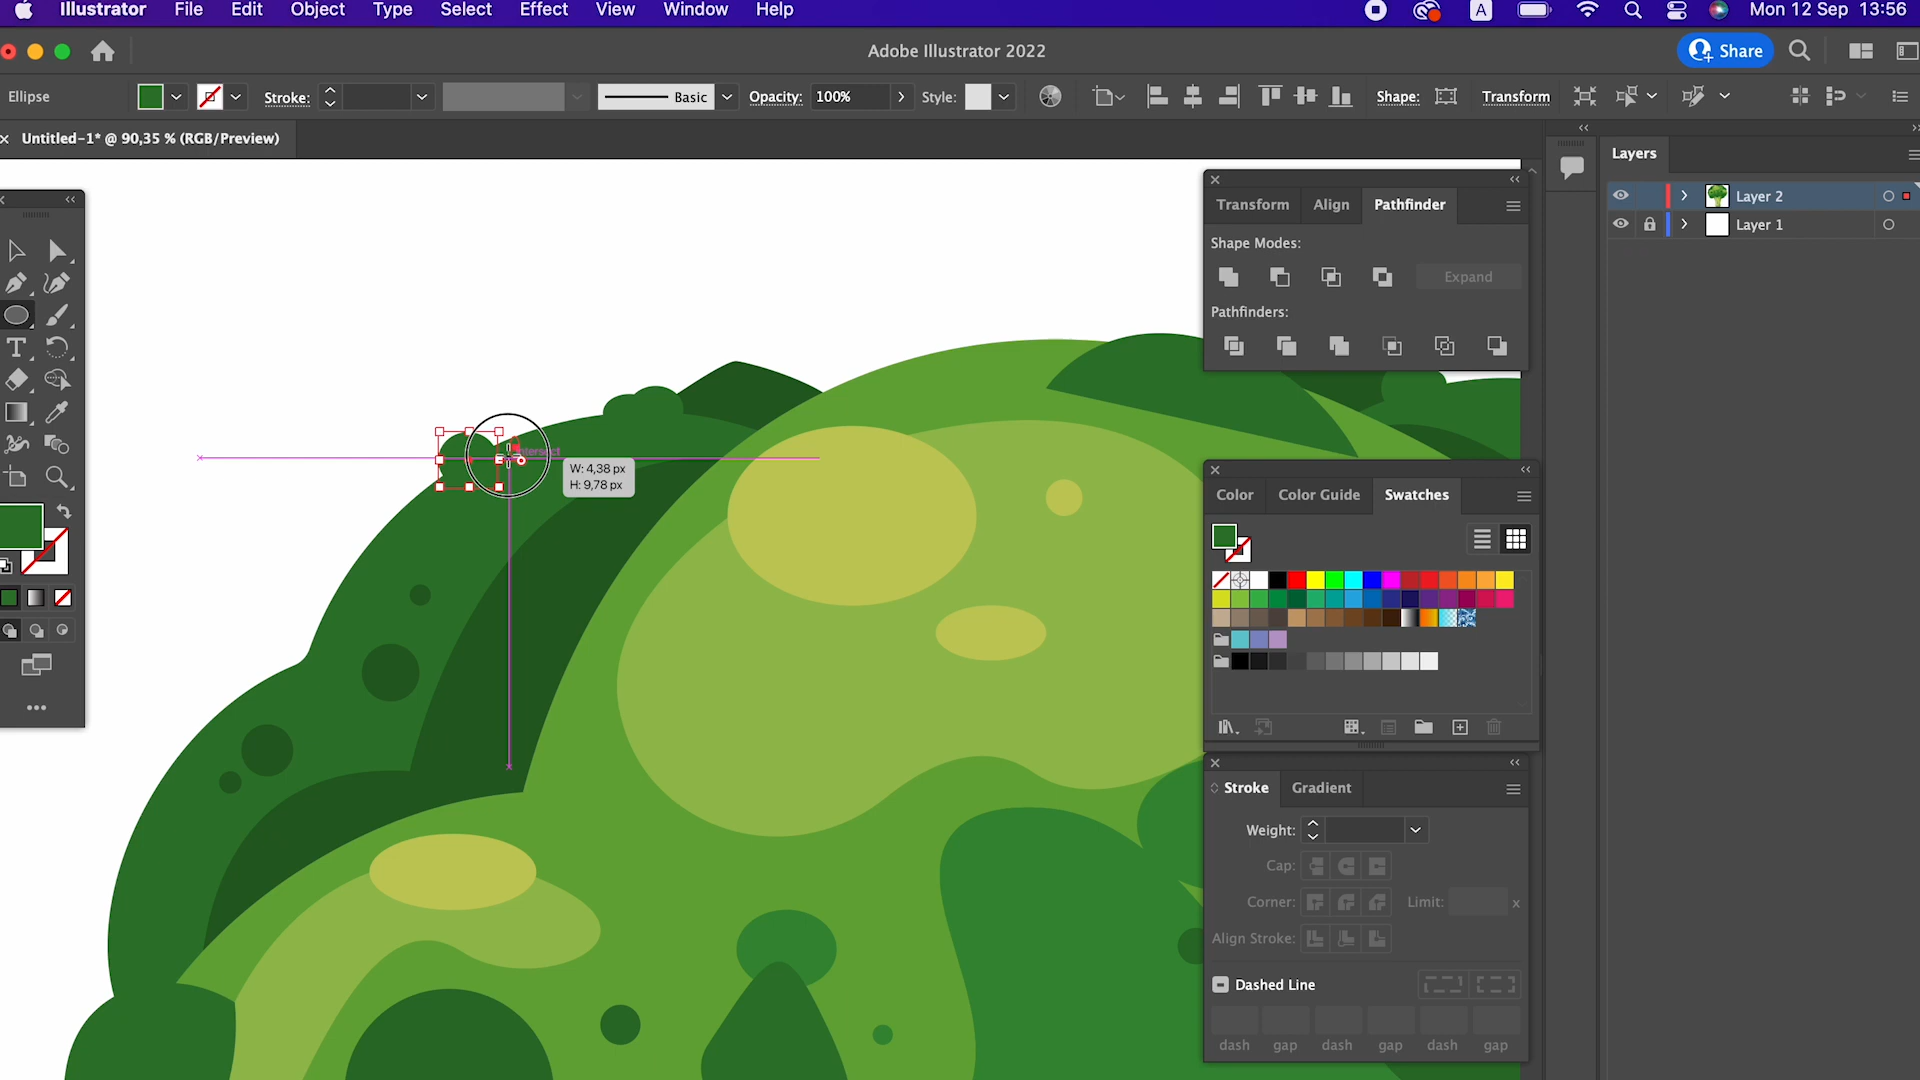 Illustrator File Edit Object Type Select Effect View Window Help A Mon 12 Sep 13:56
Adobe Illustrator 2022 Share
Ellipse Stroke: Basic Opacity: 100% Style: Shape: Transform
Untitled-1* @ 90,35 % (RGB/Preview)
Layers
Layer 2
Layer 1
Transform Align Pathfinder
Shape Modes:
Expand
Pathfinders:
intersect
W: 4,38 px
H: 9,78 px
T
Color Color Guide Swatches
Stroke Gradient
Weight:
Cap:
Corner: Limit: x
Align Stroke:
Dashed Line
dash gap dash gap dash gap